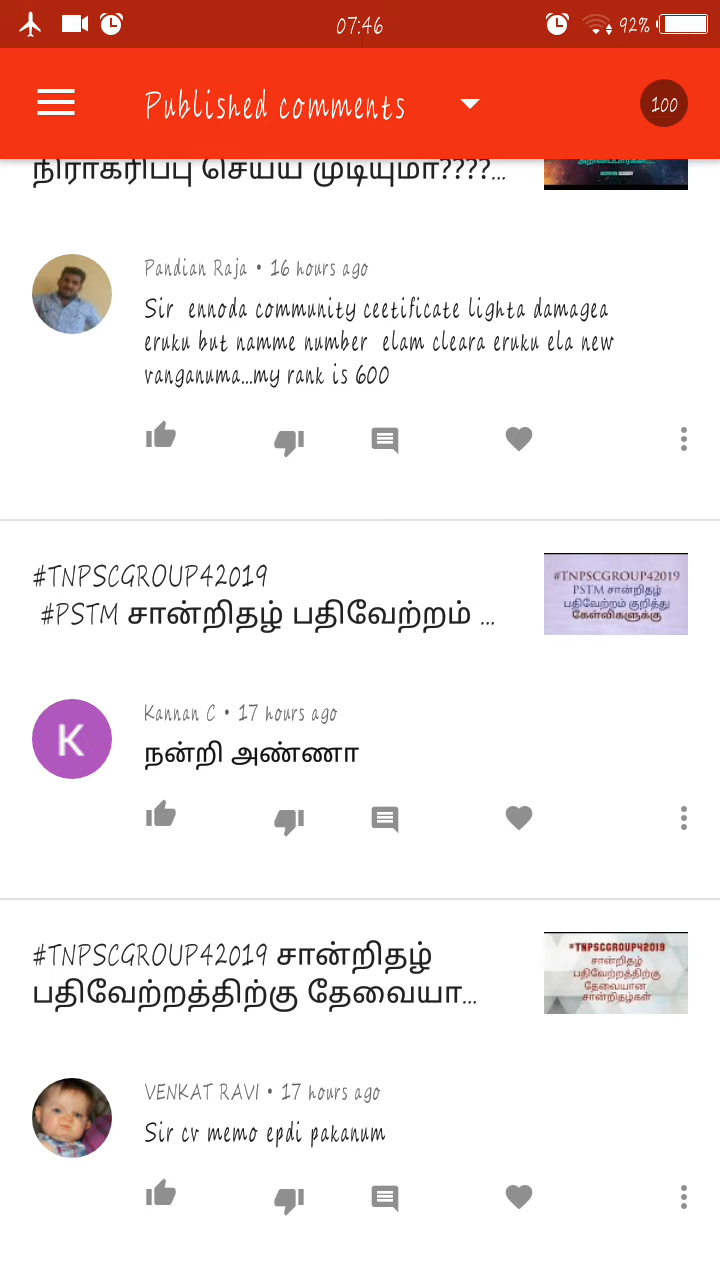 07:46
92%
Published comments
100
நிராகரிப்பு செய்ய முடியுமா????...
Pandian Raja • 16 hours ago
Sir ennoda community ceetificate lighta damagea
eruku but namme number elam cleara eruku ela new
vanganuma...my rank is 600
#TNPSCGROUP42019
#PSTM சான்றிதழ் பதிவேற்றம் ...
#TNPSCGROUP42019
PSTM சான்றிதழ்
பதிவேற்றம் குறித்து
கேள்விகளுக்கு
K
Kannan C • 17 hours ago
நன்றி அண்ணா
#TNPSCGROUP42019 சான்றிதழ்
பதிவேற்றத்திற்கு தேவையா...
#TNPSCGROUP42019
சான்றிதழ்
பதிவேற்றத்திற்கு
தேவையான
சான்றிதழ்கள்
VENKAT RAVI • 17 hours ago
Sir cv memo epdi pakanum